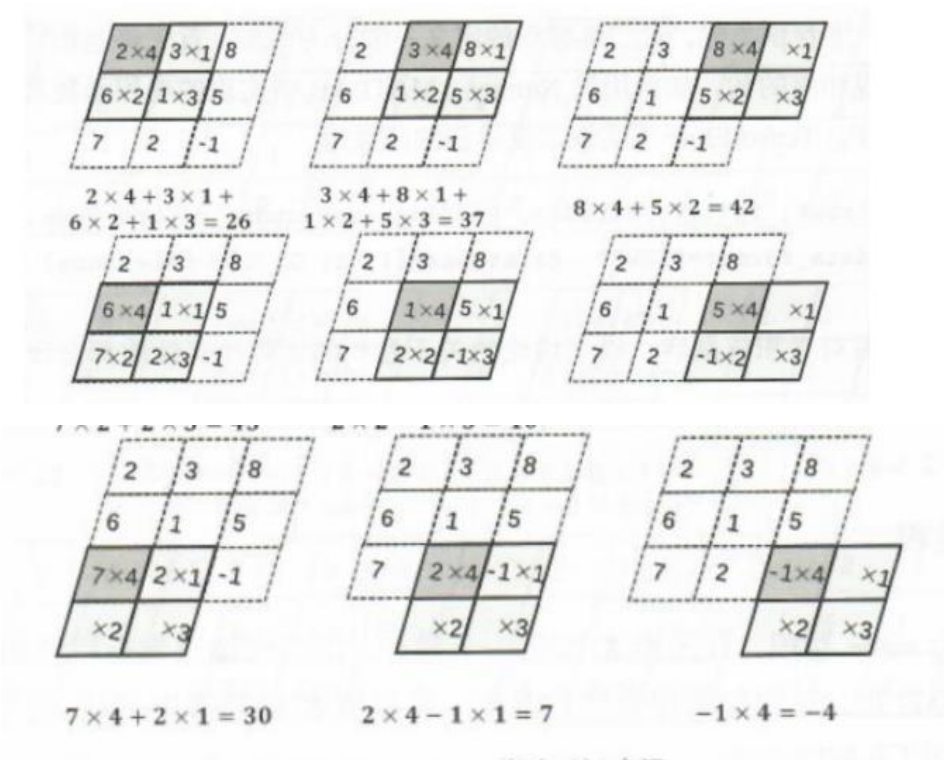 2×4 3×1 8 2 3×4 8×1 2 3 8×4 ×1
6×2 1×3 5 6 1×2 5×3 6 1 5×2 ×3
7 2 -1 7 2 -1 7 2 -1
2 × 4 + 3 × 1 + 3 × 4 + 8 × 1 +
6 × 2 + 1 × 3 = 26 1 × 2 + 5 × 3 = 37 8 × 4 + 5 × 2 = 42
2 3 8 2 3 8 2 3 8
6×4 1×1 5 6 1×4 5×1 6 1 5×4 ×1
7×2 2×3 -1 7 2×2 -1×3 7 2 -1×2 ×3
2 3 8 2 3 8 2 3 8
6 1 5 6 1 5 6 1 5
7×4 2×1 -1 7 2×4 -1×1 7 2 -1×4 ×1
×2 ×3 ×2 ×3 ×2 ×3
7 × 4 + 2 × 1 = 30 2 × 4 − 1 × 1 = 7 −1 × 4 = −4